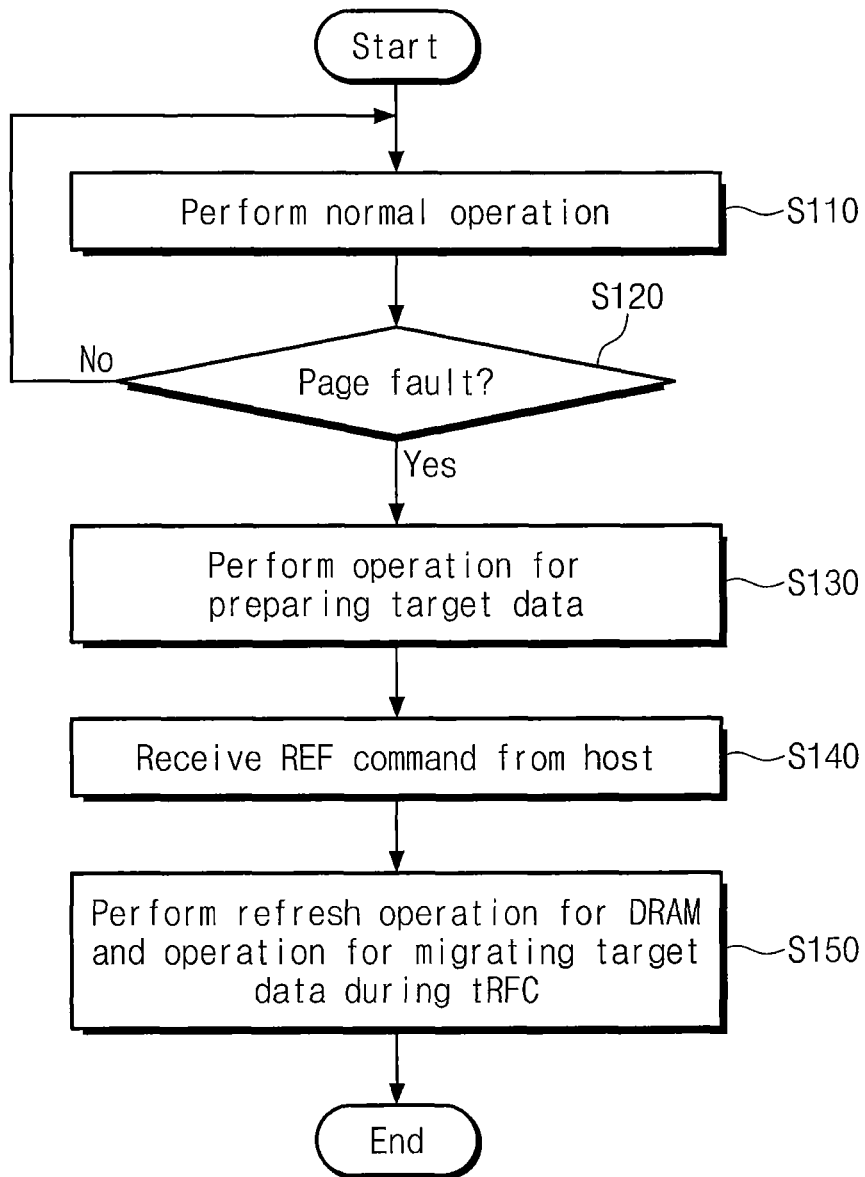 Start
Perform normal operation
S110
S120
No
Page fault?
Yes
Perform operation for
preparing target data
S130
Receive REF command from host
S140
Perform refresh operation for DRAM
and operation for migrating target
data during tRFC
S150
End